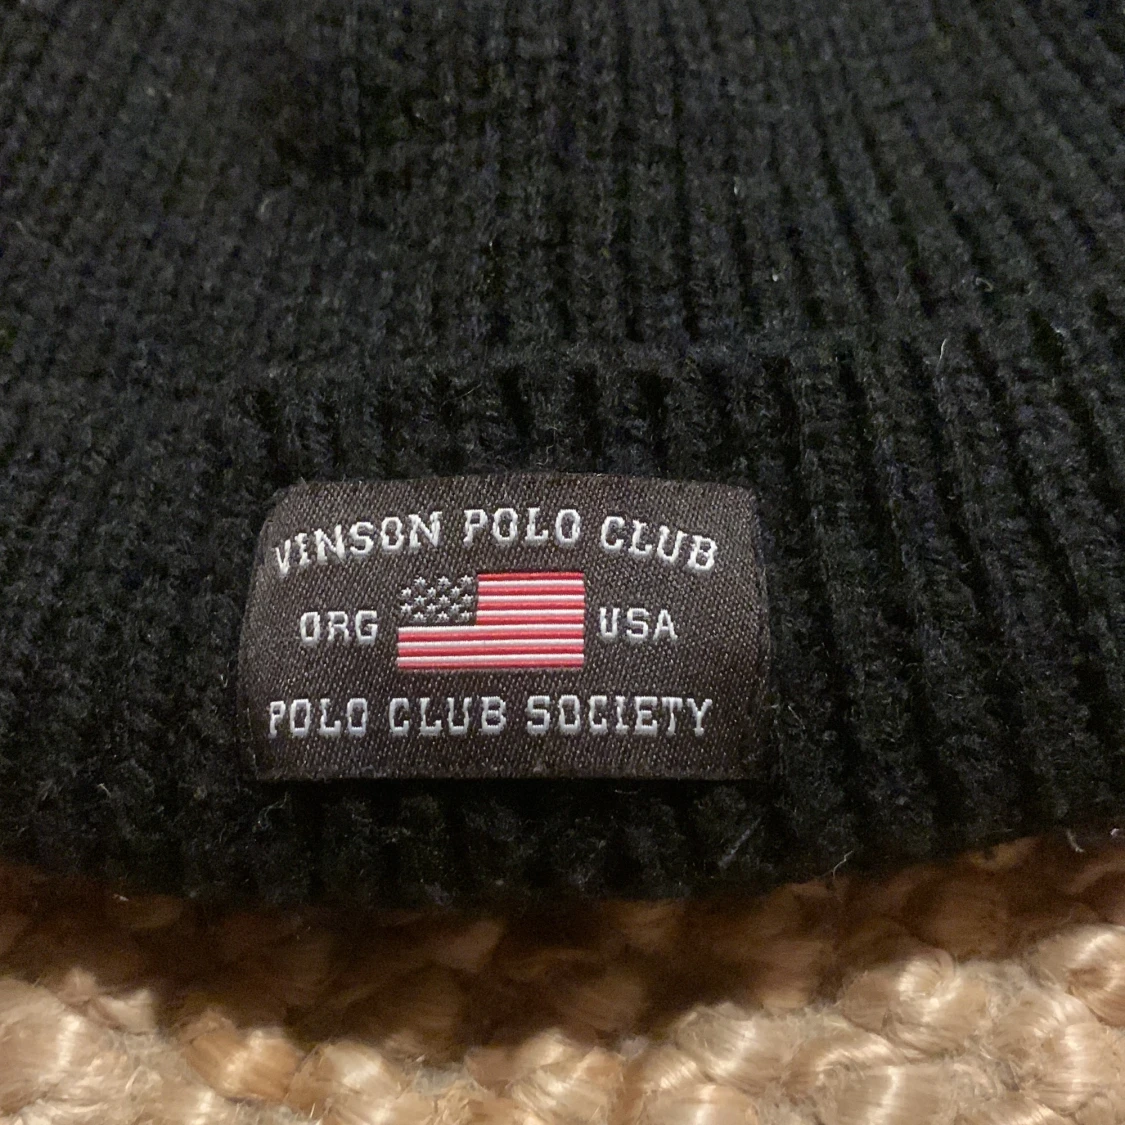 VINSON POLO CLUB
ORG USA
POLO CLUB SOCIETY